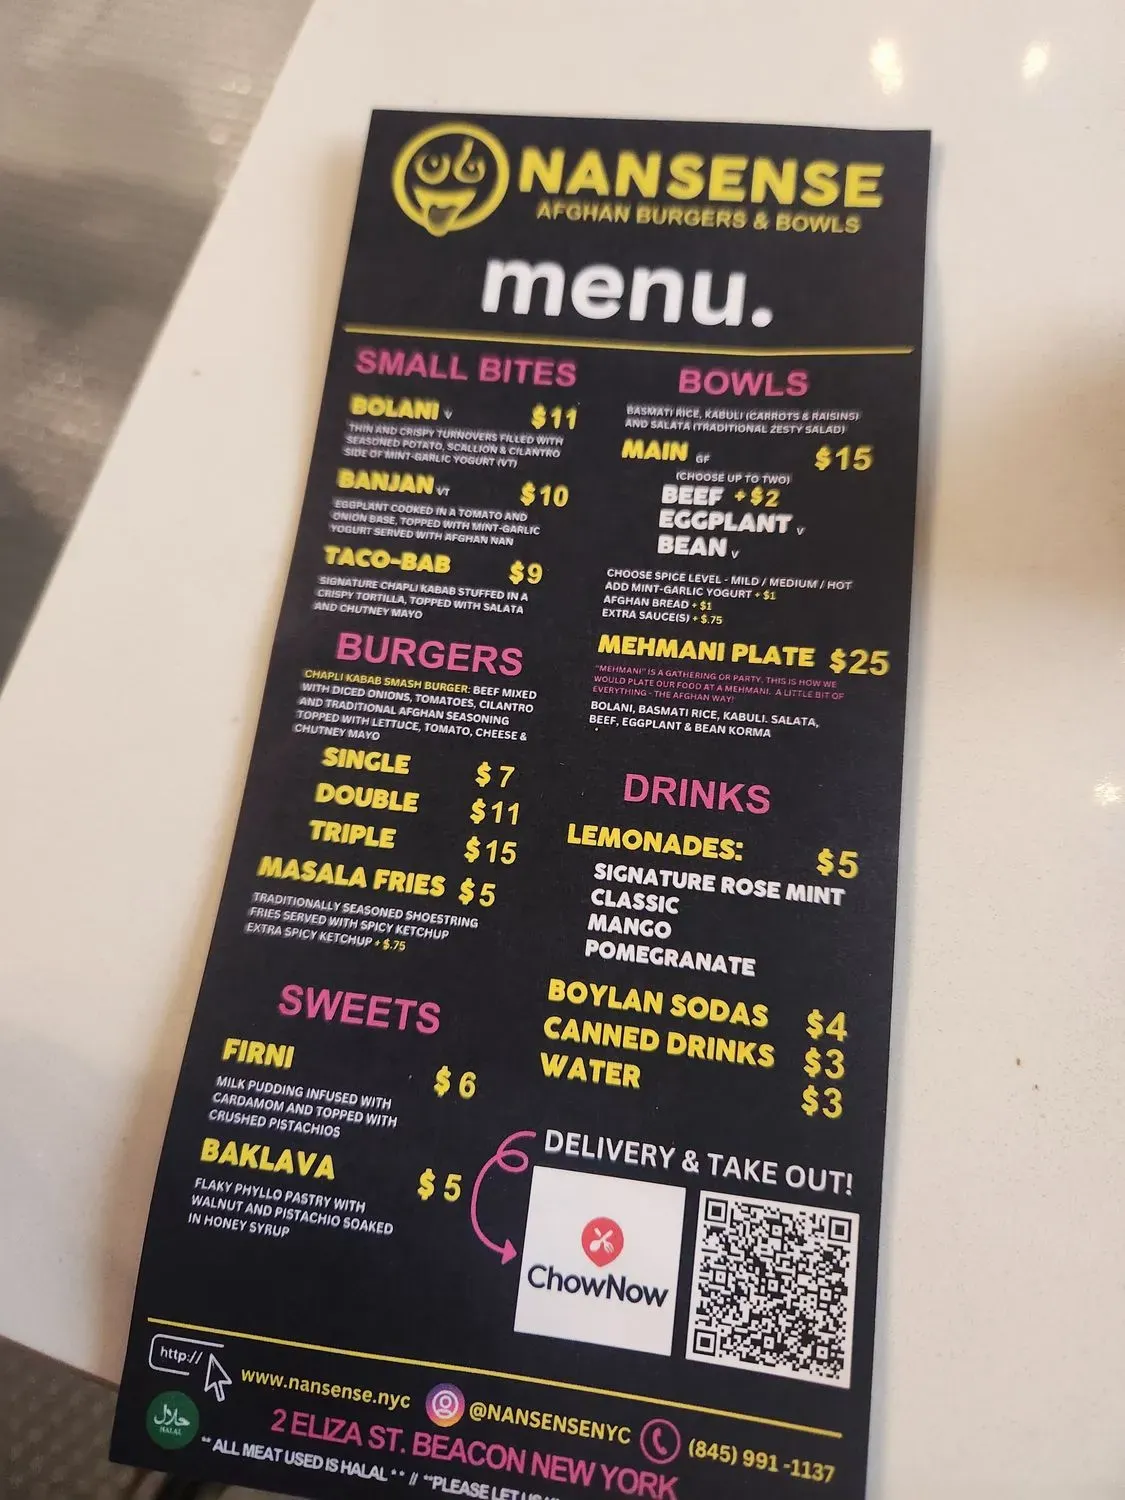 نان
NANSENSE
AFGHAN BURGERS & BOWLS
menu.
SMALL BITES
BOLANI V $11
THIN AND CRISPY TURNOVERS FILLED WITH
SEASONED POTATO, SCALLION & CILANTRO
SIDE OF MINT-GARLIC YOGURT (VT)
BANJAN VT $10
EGGPLANT COOKED IN A TOMATO AND
ONION BASE, TOPPED WITH MINT-GARLIC
YOGURT SERVED WITH AFGHAN NAN
TACO-BAB $9
SIGNATURE CHAPLI KABAB STUFFED IN A
CRISPY TORTILLA, TOPPED WITH SALATA
AND CHUTNEY MAYO
BURGERS
CHAPLI KABAB SMASH BURGER: BEEF MIXED
WITH DICED ONIONS, TOMATOES, CILANTRO
AND TRADITIONAL AFGHAN SEASONING
TOPPED WITH LETTUCE, TOMATO, CHEESE &
CHUTNEY MAYO
SINGLE $7
DOUBLE $11
TRIPLE $15
MASALA FRIES $5
TRADITIONALLY SEASONED SHOESTRING
FRIES SERVED WITH SPICY KETCHUP
EXTRA SPICY KETCHUP + $.75
SWEETS
FIRNI $6
MILK PUDDING INFUSED WITH
CARDAMOM AND TOPPED WITH
CRUSHED PISTACHIOS
BAKLAVA $5
FLAKY PHYLLO PASTRY WITH
WALNUT AND PISTACHIO SOAKED
IN HONEY SYRUP
BOWLS
BASMATI RICE, KABULI (CARROTS & RAISINS)
AND SALATA (TRADITIONAL ZESTY SALAD)
MAIN GF $15
(CHOOSE UP TO TWO)
BEEF +$2
EGGPLANT V
BEAN V
CHOOSE SPICE LEVEL - MILD / MEDIUM / HOT
ADD MINT-GARLIC YOGURT + $1
AFGHAN BREAD + $1
EXTRA SAUCE(S) + $.75
MEHMANI PLATE $25
"MEHMANI" IS A GATHERING OR PARTY, THIS IS HOW WE
WOULD PLATE OUR FOOD AT A MEHMANI. A LITTLE BIT OF
EVERYTHING - THE AFGHAN WAY!
BOLANI, BASMATI RICE, KABULI. SALATA,
BEEF, EGGPLANT & BEAN KORMA
DRINKS
LEMONADES: $5
SIGNATURE ROSE MINT
CLASSIC
MANGO
POMEGRANATE
BOYLAN SODAS $4
CANNED DRINKS $3
WATER $3
DELIVERY & TAKE OUT!
ChowNow
http://
www.nansense.nyc
@NANSENSENYC
(845) 991 -1137
حلال
HALAL
2 ELIZA ST. BEACON NEW YORK
** ALL MEAT USED IS HALAL ** // **PLEASE LET US